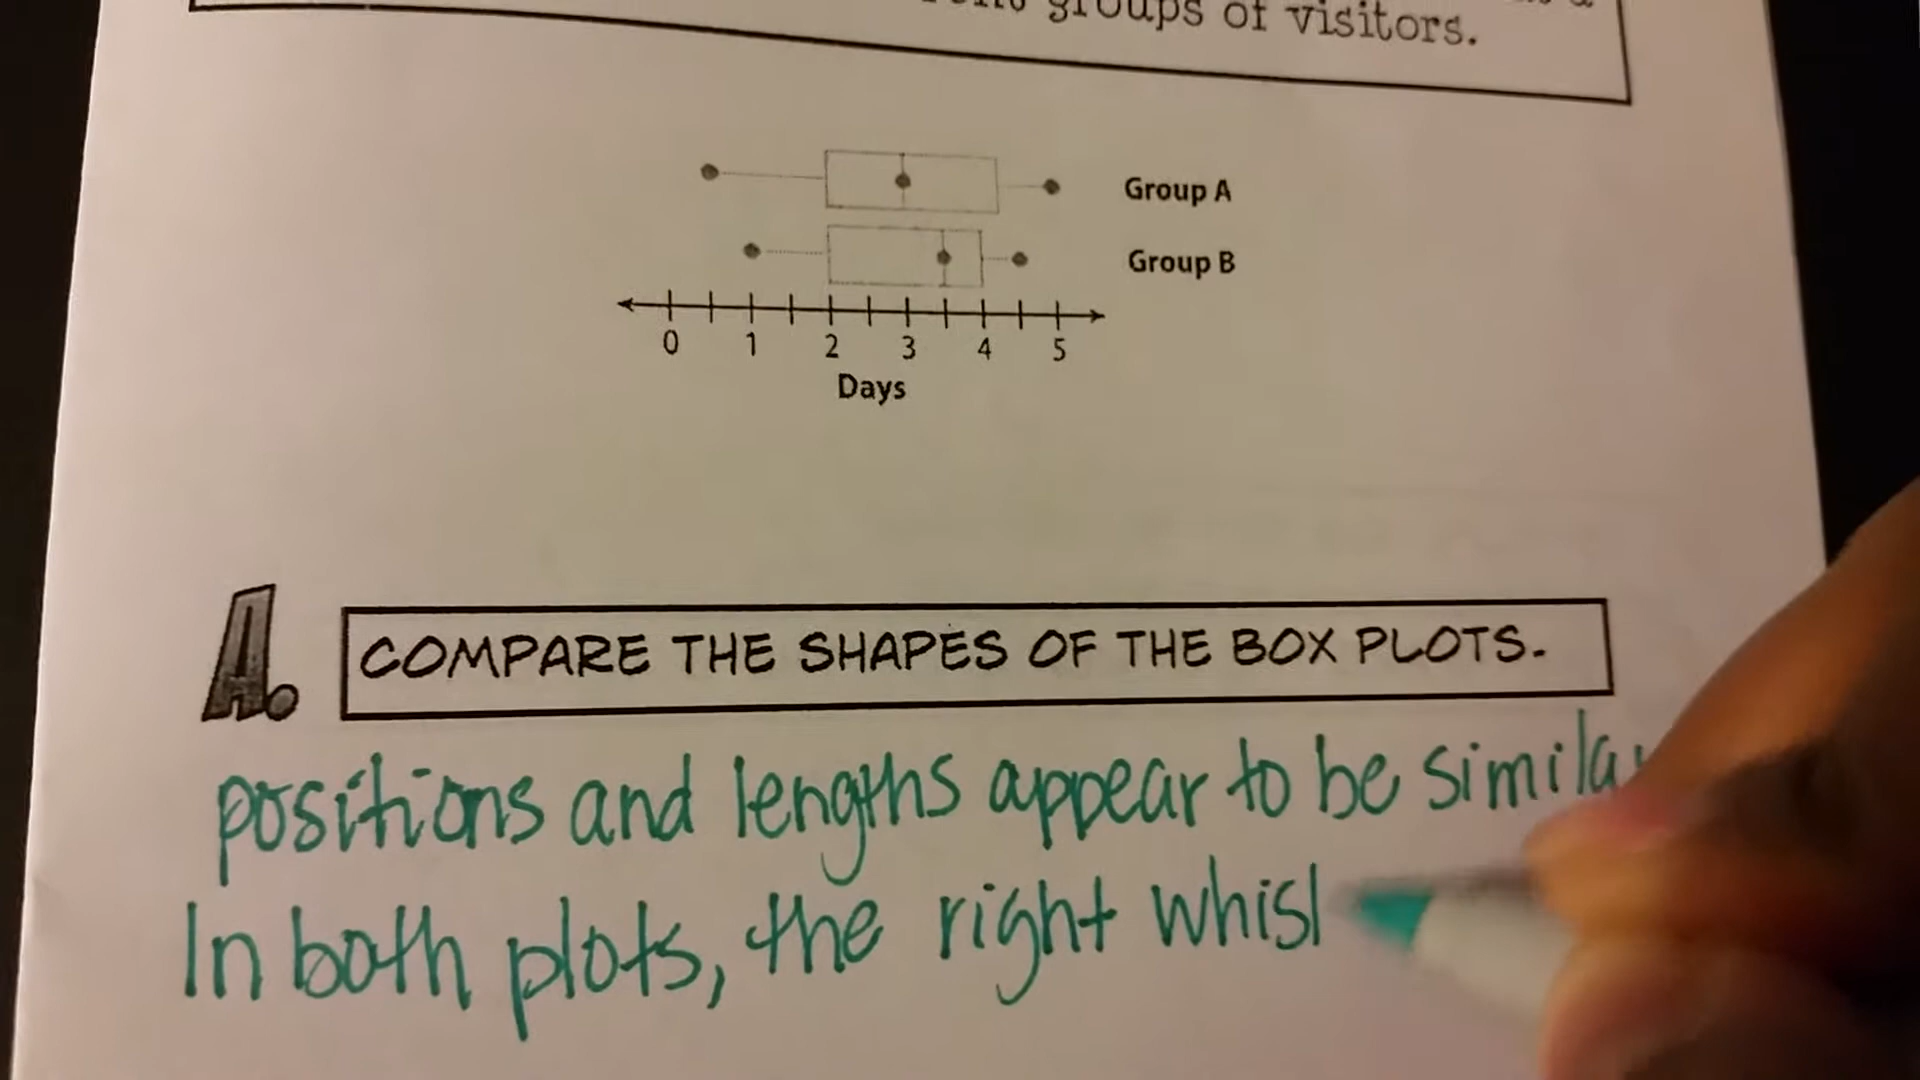 groups of visitors.
Group A
Group B
0 1 2 3 4 5
Days
A. COMPARE THE SHAPES OF THE BOX PLOTS.
positions and lengths appear to be similar
In both plots, the right whisl